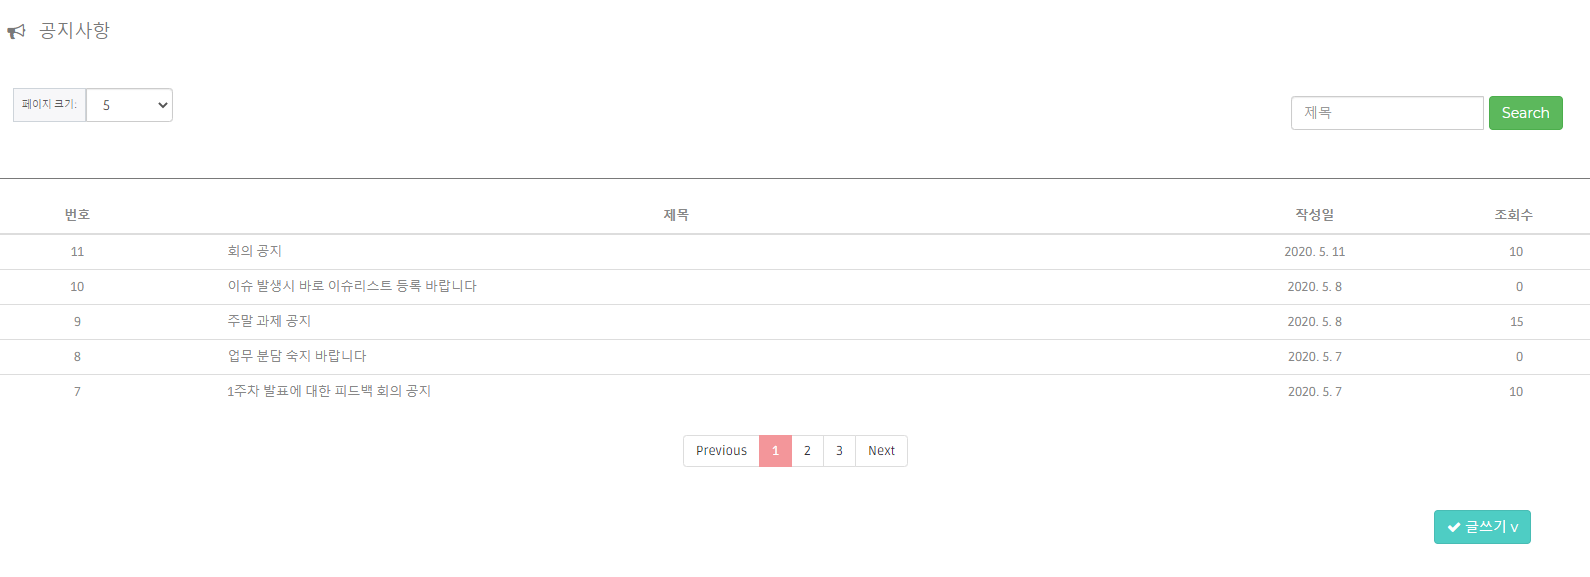 공지사항
페이지 크기: 5
제목 Search
번호 제목 작성일 조회수
11 회의 공지 2020. 5. 11 10
10 이슈 발생시 바로 이슈리스트 등록 바랍니다 2020. 5. 8 0
9 주말 과제 공지 2020. 5. 8 15
8 업무 분담 숙지 바랍니다 2020. 5. 7 0
7 1주차 발표에 대한 피드백 회의 공지 2020. 5. 7 10
Previous 1 2 3 Next
글쓰기 v